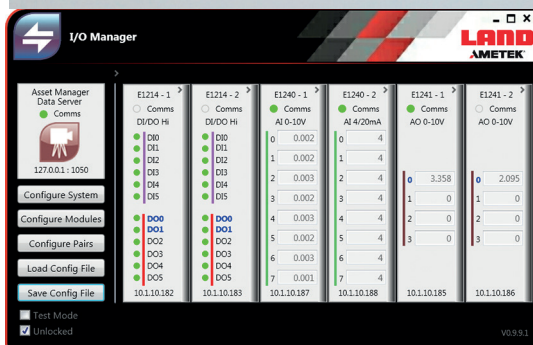 I/O Manager
LAND
AMETEK®
Asset Manager
Data Server
Comms
127.0.0.1 : 1050
Configure System
Configure Modules
Configure Pairs
Load Config File
Save Config File
Test Mode
Unlocked
E1214 - 1
Comms
DI/DO Hi
DI0
DI1
DI2
DI3
DI4
DI5
DO0
DO1
DO2
DO3
DO4
DO5
10.1.10.182
E1214 - 2
Comms
DI/DO Hi
DI0
DI1
DI2
DI3
DI4
DI5
DO0
DO1
DO2
DO3
DO4
DO5
10.1.10.183
E1240 - 1
Comms
AI 0-10V
0 0.002
1 0.002
2 0.003
3 0.002
4 0.003
5 0.002
6 0.003
7 0.001
10.1.10.187
E1240 - 2
Comms
AI 4/20mA
0 4
1 4
2 4
3 4
4 4
5 4
6 4
7 4
10.1.10.188
E1241 - 1
Comms
AO 0-10V
0 3.358
1 0
2 0
3 0
10.1.10.185
E1241 - 2
Comms
AO 0-10V
0 2.095
1 0
2 0
3 0
10.1.10.186
V0.9.9.1